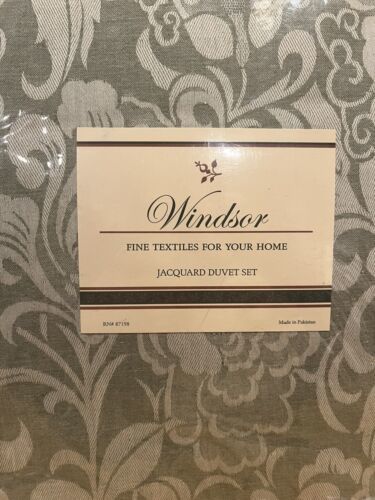 Windsor
FINE TEXTILES FOR YOUR HOME
JACQUARD DUVET SET
RN# 87158 Made in Pakistan